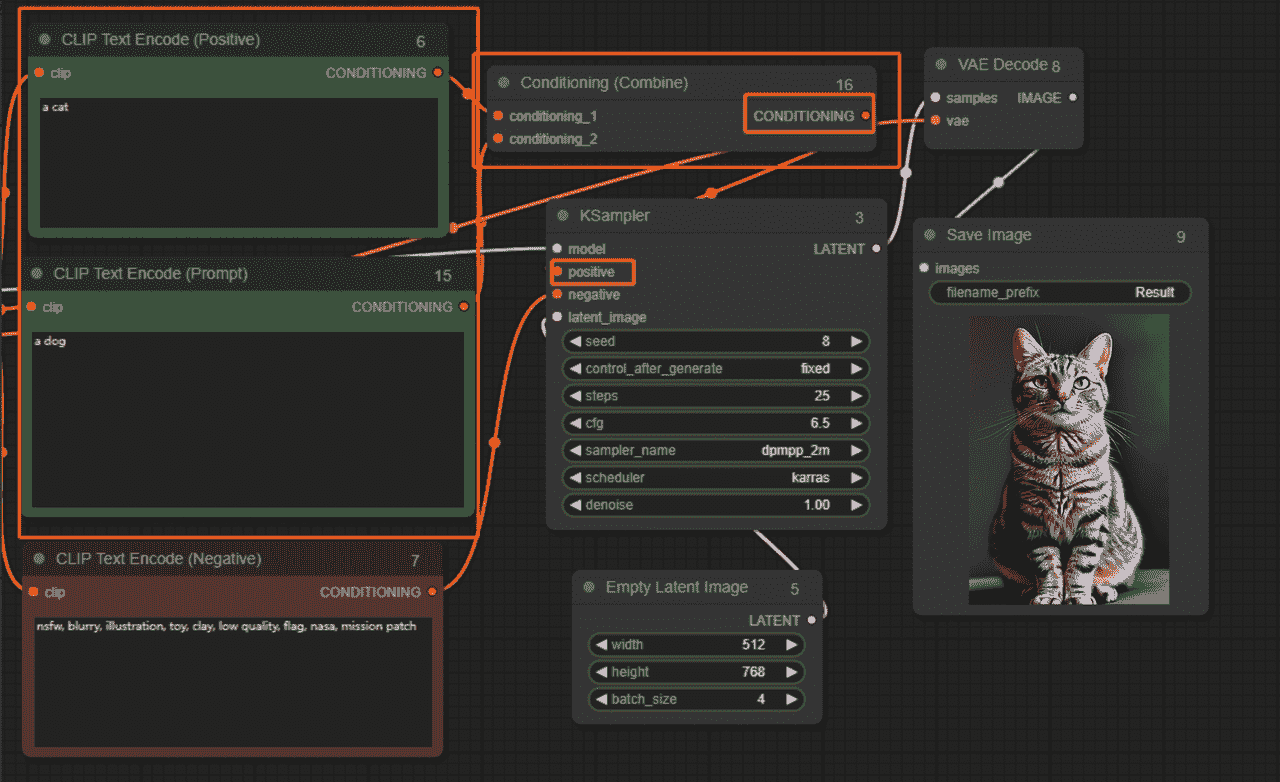 CLIP Text Encode (Positive) 6
clip CONDITIONING
a cat
CLIP Text Encode (Prompt) 15
clip CONDITIONING
a dog
CLIP Text Encode (Negative) 7
clip CONDITIONING
nsfw, blurry, illustration, toy, clay, low quality, flag, nasa, mission patch
Conditioning (Combine) 16
conditioning_1 CONDITIONING
conditioning_2
KSampler 3
model LATENT
positive
negative
latent_image
seed 8
control_after_generate fixed
steps 25
cfg 6.5
sampler_name dpmpp_2m
scheduler karras
denoise 1.00
Empty Latent Image 5
LATENT
width 512
height 768
batch_size 4
VAE Decode 8
samples IMAGE
vae
Save Image 9
images
filename_prefix Result